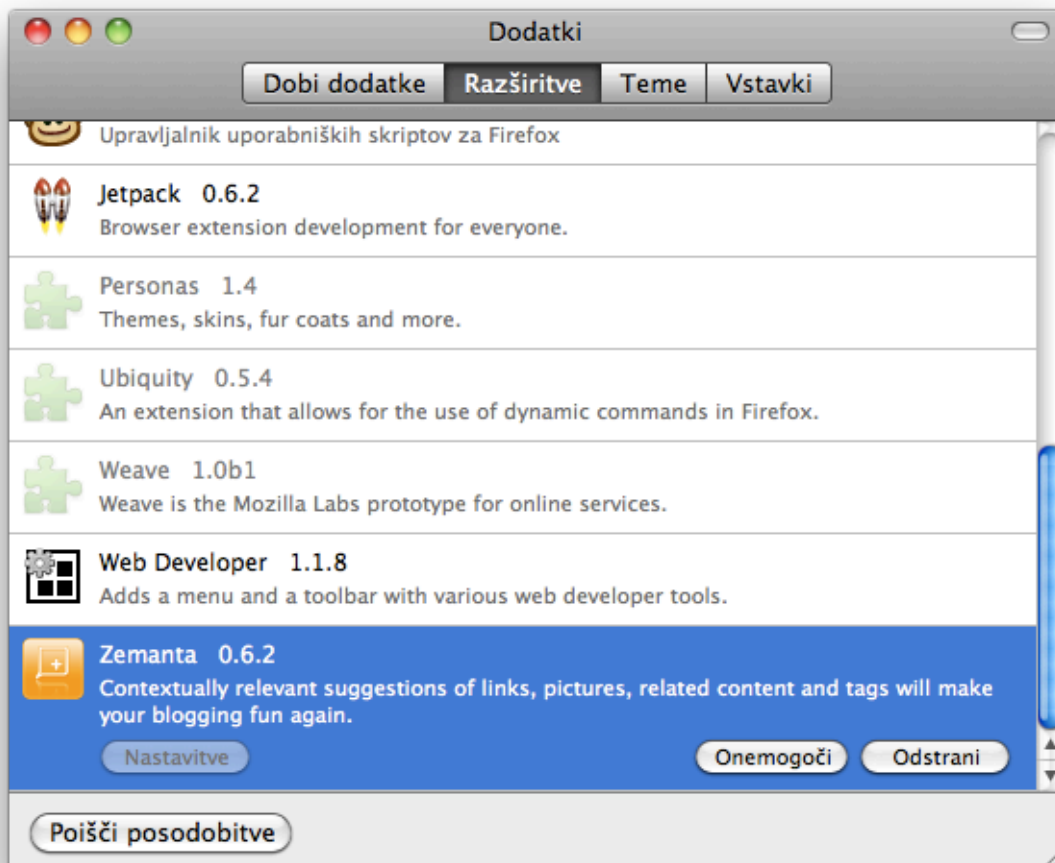 Dodatki
Dobi dodatke Razširitve Teme Vstavki
Upravljalnik uporabniških skriptov za Firefox
Jetpack 0.6.2
Browser extension development for everyone.
Personas 1.4
Themes, skins, fur coats and more.
Ubiquity 0.5.4
An extension that allows for the use of dynamic commands in Firefox.
Weave 1.0b1
Weave is the Mozilla Labs prototype for online services.
Web Developer 1.1.8
Adds a menu and a toolbar with various web developer tools.
Zemanta 0.6.2
Contextually relevant suggestions of links, pictures, related content and tags will make
your blogging fun again.
Nastavitve Onemogoči Odstrani
Poišči posodobitve